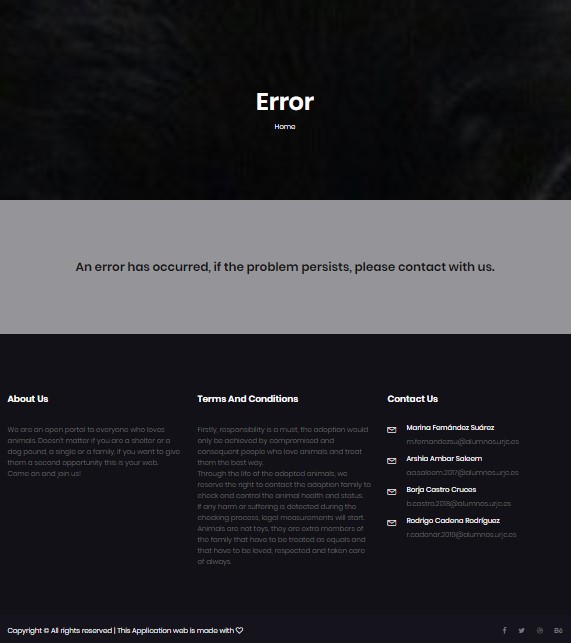 Error
Home
An error has occurred, if the problem persists, please contact with us.
About Us
We are an open portal to everyone who loves
animals. Doesn't matter if you are a shelter or a
dog pound, a single or a family, if you want to give
them a second opportunity this is your web.
Come on and join us!
Terms And Conditions
Firstly, responsibility is a must, the adoption would
only be achieved by compromised and
consequent people who love animals and treat
them the best way.
Through the life of the adopted animals, we
reserve the right to contact the adoption family to
check and control the animal health and status.
If any harm or suffering is detected during the
checking process, legal measurements will start.
Animals are not toys, they are extra members of
the family that have to be treated as equals and
that have to be loved, respected and taken care
of always.
Contact Us
Marina Fernández Suárez
m.fernandezsu@alumnos.urjc.es
Arshia Ambar Saleem
aa.saleem.2017@alumnos.urjc.es
Borja Castro Cruces
b.castro.2018@alumnos.urjc.es
Rodrigo Cadena Rodríguez
r.cadenar.2019@alumnos.urjc.es
Copyright © All rights reserved | This Application web is made with ♡